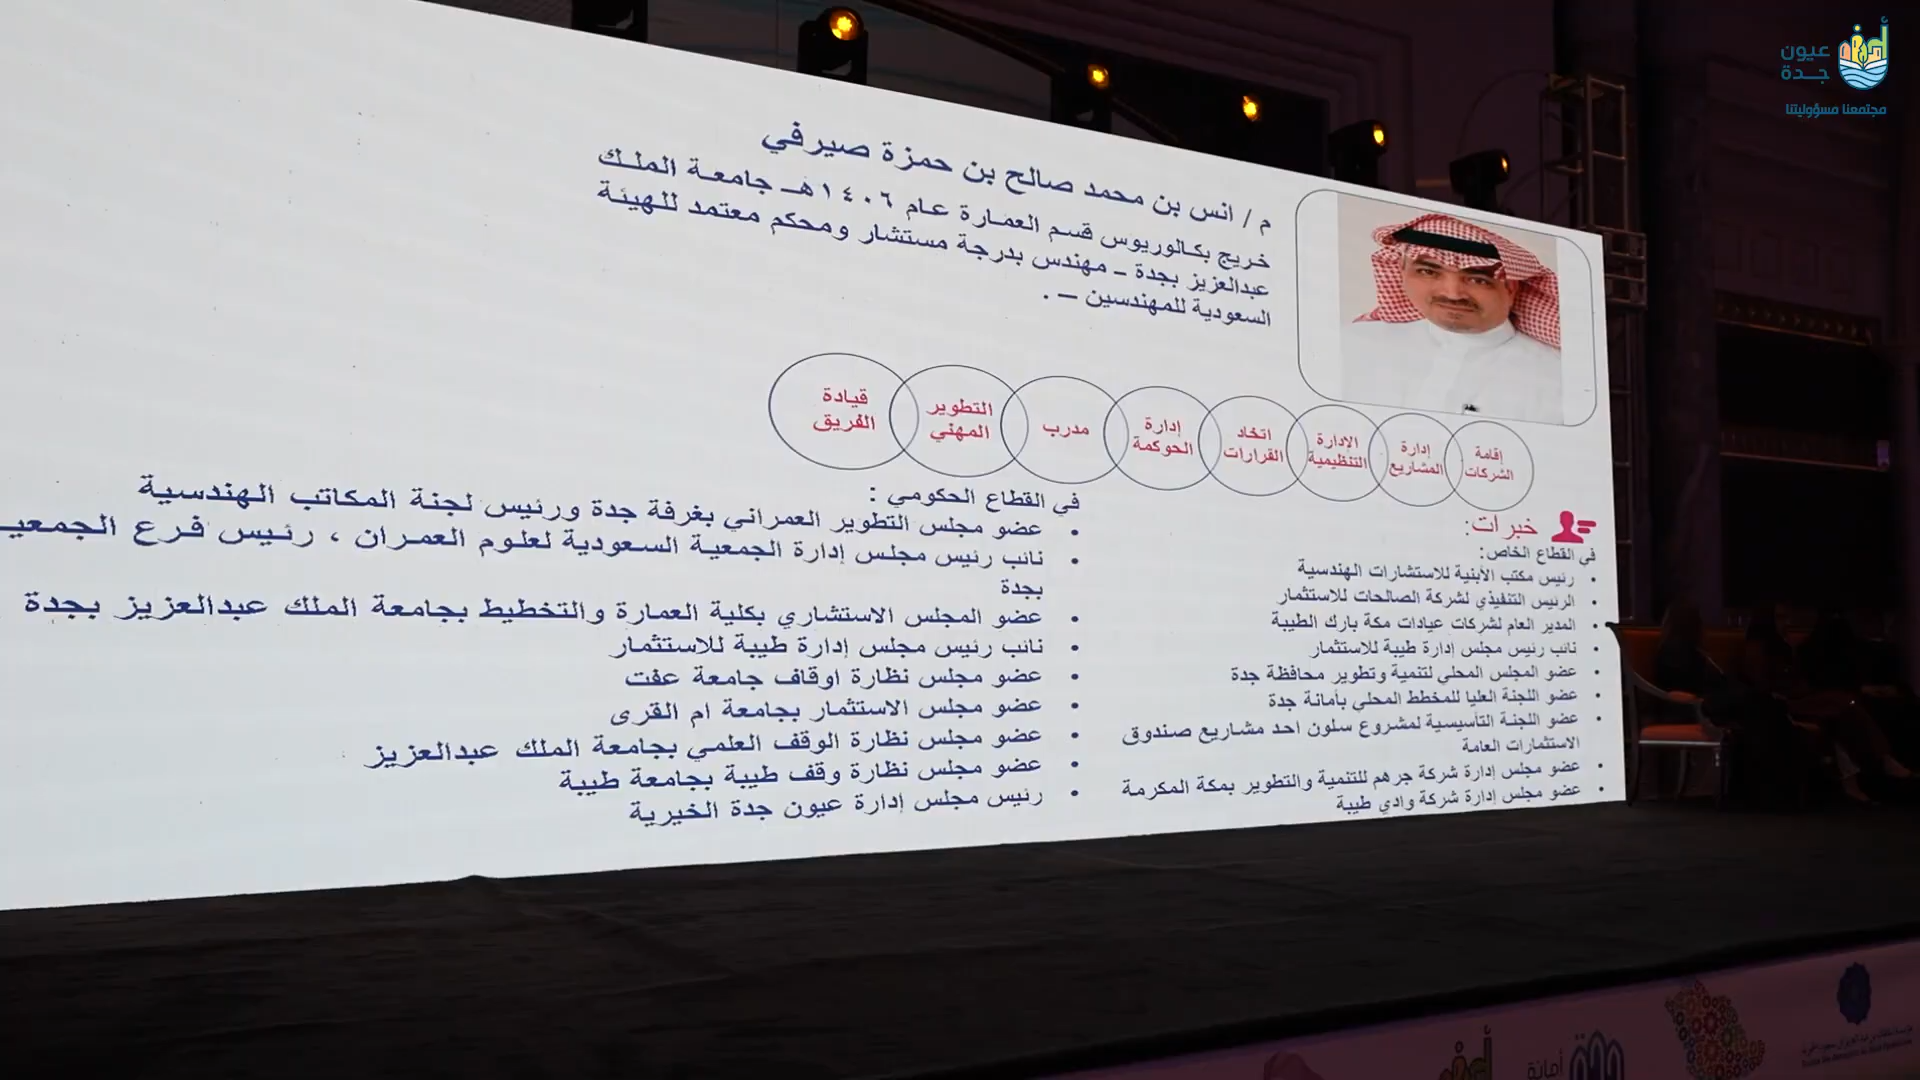 عيون
جدة
مجتمعنا مسؤوليتنا
م / انس بن محمد صالح بن حمزة صيرفي
خريج بكالوريوس قسم العمارة عام ١٤٠٦هـ جامعة الملك
عبدالعزيز بجدة – مهندس بدرجة مستشار ومحكم معتمد للهيئة
السعودية للمهندسين – .
إقامة
الشركات
إدارة
المشاريع
الإدارة
التنظيمية
اتخاد
القرارات
إدارة
الحوكمة
مدرب
التطوير
المهني
قيادة
الفريق
خبرات:
في القطاع الخاص:
• رئيس مكتب الأبنية للاستشارات الهندسية
• الرئيس التنفيذي لشركة الصالحات للاستثمار
• المدير العام لشركات عيادات مكة بارك الطيبة
• نائب رئيس مجلس إدارة طيبة للاستثمار
• عضو المجلس المحلي لتنمية وتطوير محافظة جدة
• عضو اللجنة العليا للمخطط المحلي بأمانة جدة
• عضو اللجنة التأسيسية لمشروع سلون احد مشاريع صندوق
الاستثمارات العامة
• عضو مجلس إدارة شركة جرهم للتنمية والتطوير بمكة المكرمة
• عضو مجلس إدارة شركة وادي طيبة
في القطاع الحكومي :
• عضو مجلس التطوير العمراني بغرفة جدة ورئيس لجنة المكاتب الهندسية
• نائب رئيس مجلس إدارة الجمعية السعودية لعلوم العمران ، رئيس فرع
بجدة
• عضو المجلس الاستشاري بكلية العمارة والتخطيط بجامعة الملك عبدالعزيز بجدة
• نائب رئيس مجلس إدارة طيبة للاستثمار
• عضو مجلس نظارة اوقاف جامعة عفت
• عضو مجلس الاستثمار بجامعة ام القرى
• عضو مجلس نظارة الوقف العلمي بجامعة الملك عبدالعزيز
• عضو مجلس نظارة وقف طيبة بجامعة طيبة
• رئيس مجلس إدارة عيون جدة الخيرية
أمانة